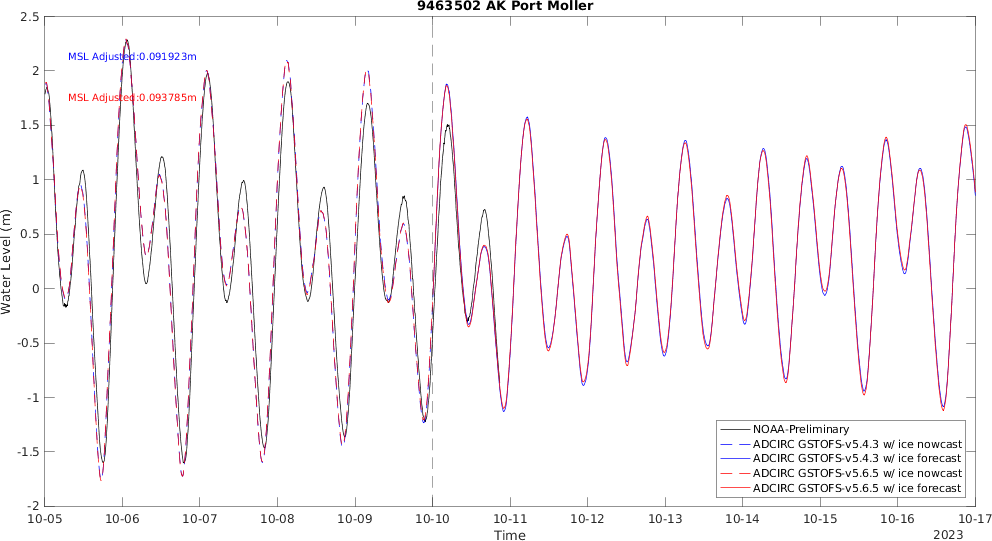 9463502 AK Port Moller
2.5
2
1.5
1
0.5
0
-0.5
-1
-1.5
-2
Water Level (m)
MSL Adjusted:0.091923m
MSL Adjusted:0.093785m
NOAA-Preliminary
ADCIRC GSTOFS-v5.4.3 w/ ice nowcast
ADCIRC GSTOFS-v5.4.3 w/ ice forecast
ADCIRC GSTOFS-v5.6.5 w/ ice nowcast
ADCIRC GSTOFS-v5.6.5 w/ ice forecast
10-05 10-06 10-07 10-08 10-09 10-10 10-11 10-12 10-13 10-14 10-15 10-16 10-17
Time
2023